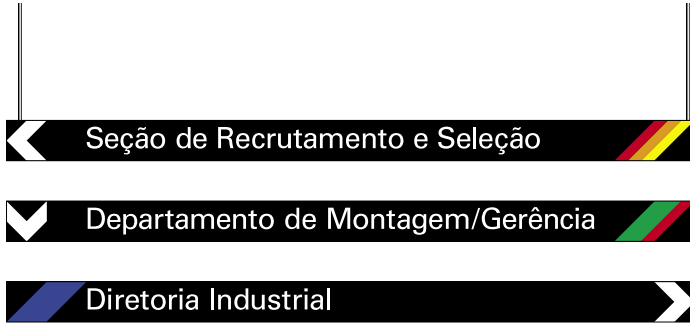 Seção de Recrutamento e Seleção
Departamento de Montagem/Gerência
Diretoria Industrial